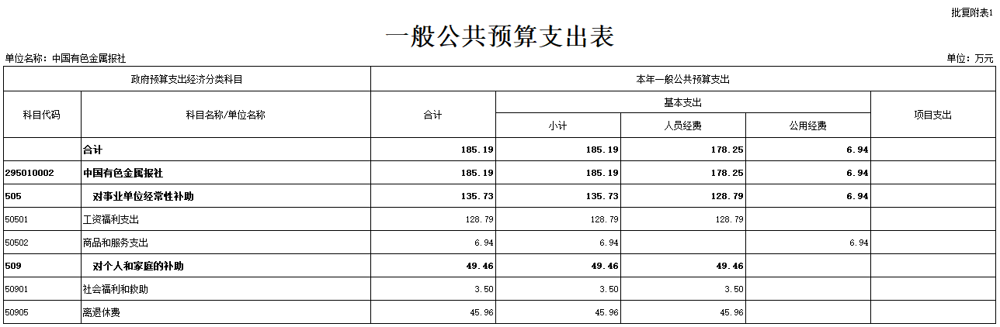 批复附表1
一般公共预算支出表
单位名称：中国有色金属报社 单位：万元
政府预算支出经济分类科目 本年一般公共预算支出
科目代码 科目名称/单位名称 合计 基本支出 项目支出
小计 人员经费 公用经费
合计 185.19 185.19 178.25 6.94
295010002 中国有色金属报社 185.19 185.19 178.25 6.94
505 对事业单位经常性补助 135.73 135.73 128.79 6.94
50501 工资福利支出 128.79 128.79 128.79
50502 商品和服务支出 6.94 6.94 6.94
509 对个人和家庭的补助 49.46 49.46 49.46
50901 社会福利和救助 3.50 3.50 3.50
50905 离退休费 45.96 45.96 45.96